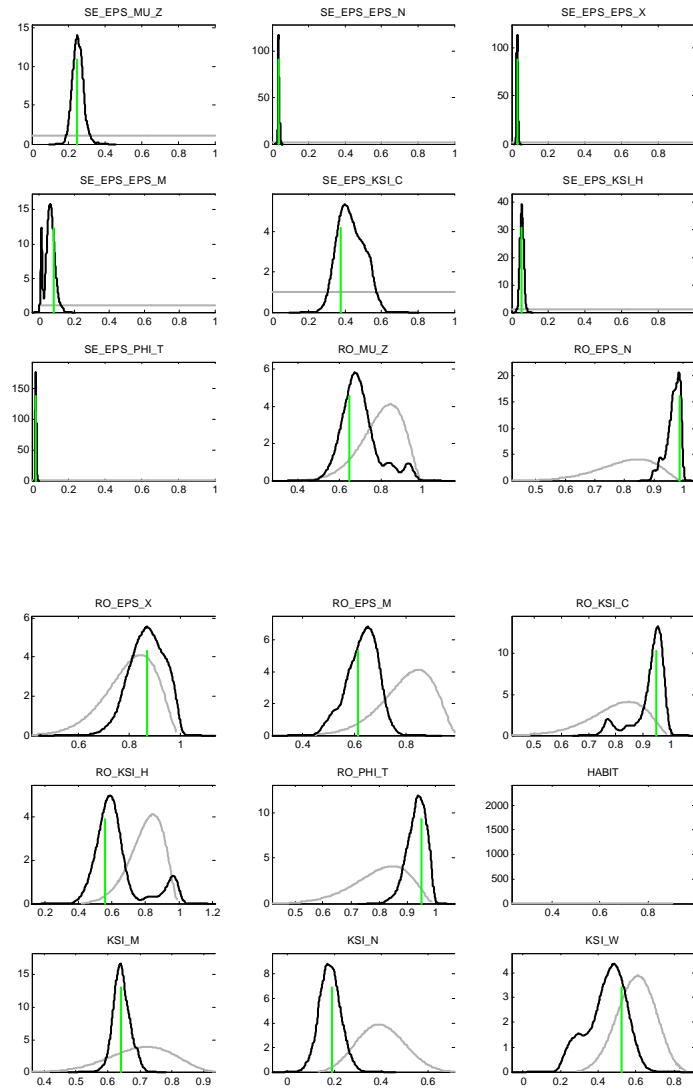 SE_EPS_MU_Z SE_EPS_EPS_N SE_EPS_EPS_X
15 10 5 0
0 0.2 0.4 0.6 0.8 1
100 50 0
0 0.2 0.4 0.6 0.8 1
100 50 0
0 0.2 0.4 0.6 0.8
SE_EPS_EPS_M SE_EPS_KSI_C SE_EPS_KSI_H
15 10 5 0
0 0.2 0.4 0.6 0.8 1
4 2 0
0 0.2 0.4 0.6 0.8 1
40 30 20 10 0
0 0.2 0.4 0.6 0.8
SE_EPS_PHI_T RO_MU_Z RO_EPS_N
150 100 50 0
0 0.2 0.4 0.6 0.8 1
6 4 2 0
0.4 0.6 0.8 1
20 15 10 5 0
0.5 0.6 0.7 0.8 0.9 1
RO_EPS_X RO_EPS_M RO_KSI_C
6 4 2 0
0.6 0.8 1
6 4 2 0
0.4 0.6 0.8
10 5 0
0.5 0.6 0.7 0.8 0.9 1
RO_KSI_H RO_PHI_T HABIT
4 2 0
0.2 0.4 0.6 0.8 1 1.2
10 5 0
0.5 0.6 0.7 0.8 0.9 1
2000 1500 1000 500 0
0.4 0.6 0.8
KSI_M KSI_N KSI_W
15 10 5 0
0.4 0.5 0.6 0.7 0.8 0.9
8 6 4 2 0
0 0.2 0.4 0.6
4 3 2 1 0
0 0.2 0.4 0.6 0.8